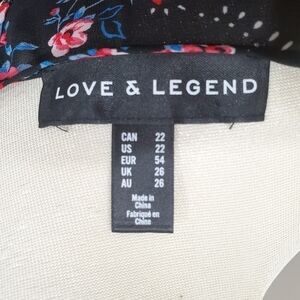 LOVE & LEGEND
CAN 22
US 22
EUR 54
UK 26
AU 26
Made in
China
Fabriqué en
Chine